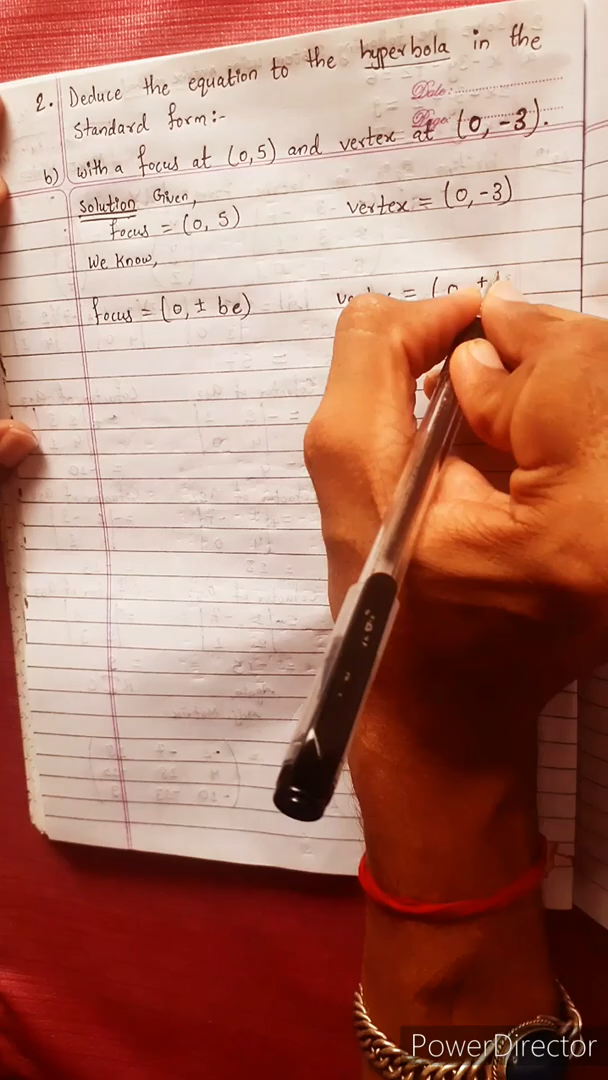 2. Deduce the equation to the hyperbola in the
Date:
standard form:-
Page:
b) with a focus at (0,5) and vertex at (0,-3).
Solution Given,
focus = (0, 5) vertex = (0,-3)
We know,
focus = (0, ± be) = (0, ±
PowerDirector